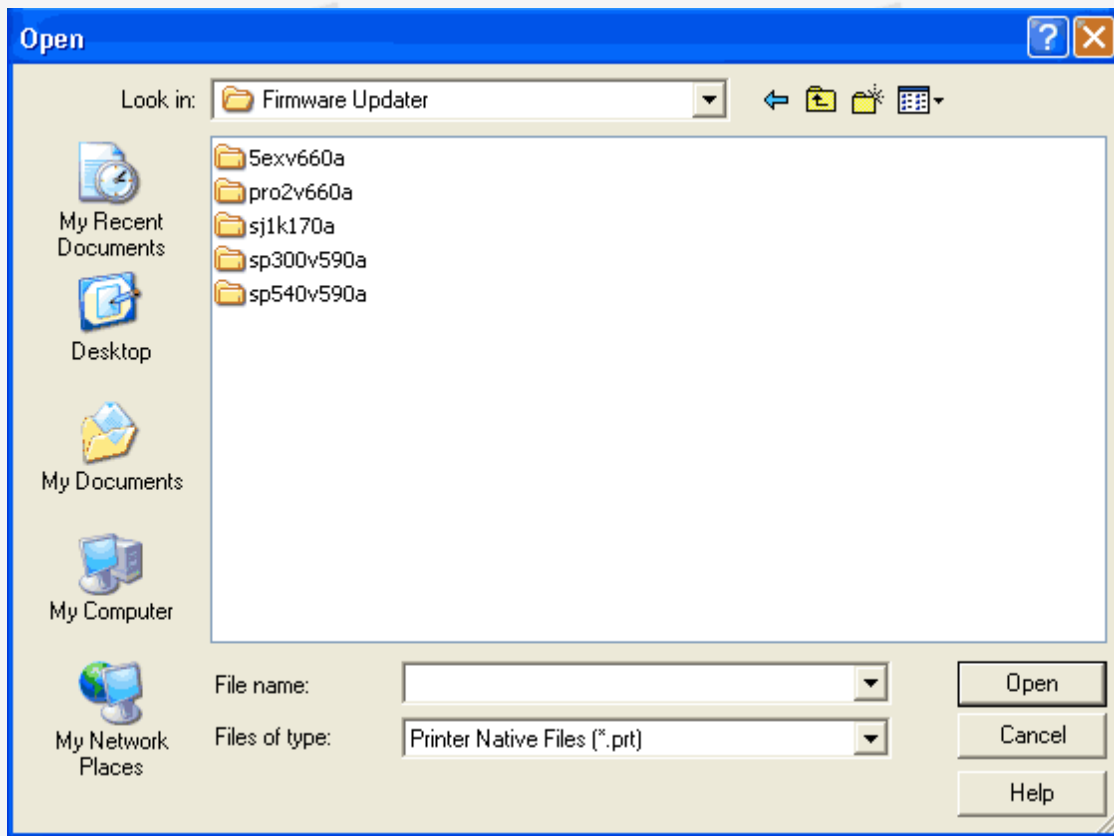 Open
Look in: Firmware Updater
My Recent
Documents
Desktop
My Documents
My Computer
My Network
Places
5exv660a
pro2v660a
sj1k170a
sp300v590a
sp540v590a
File name:
Open
Files of type: Printer Native Files (*.prt)
Cancel
Help